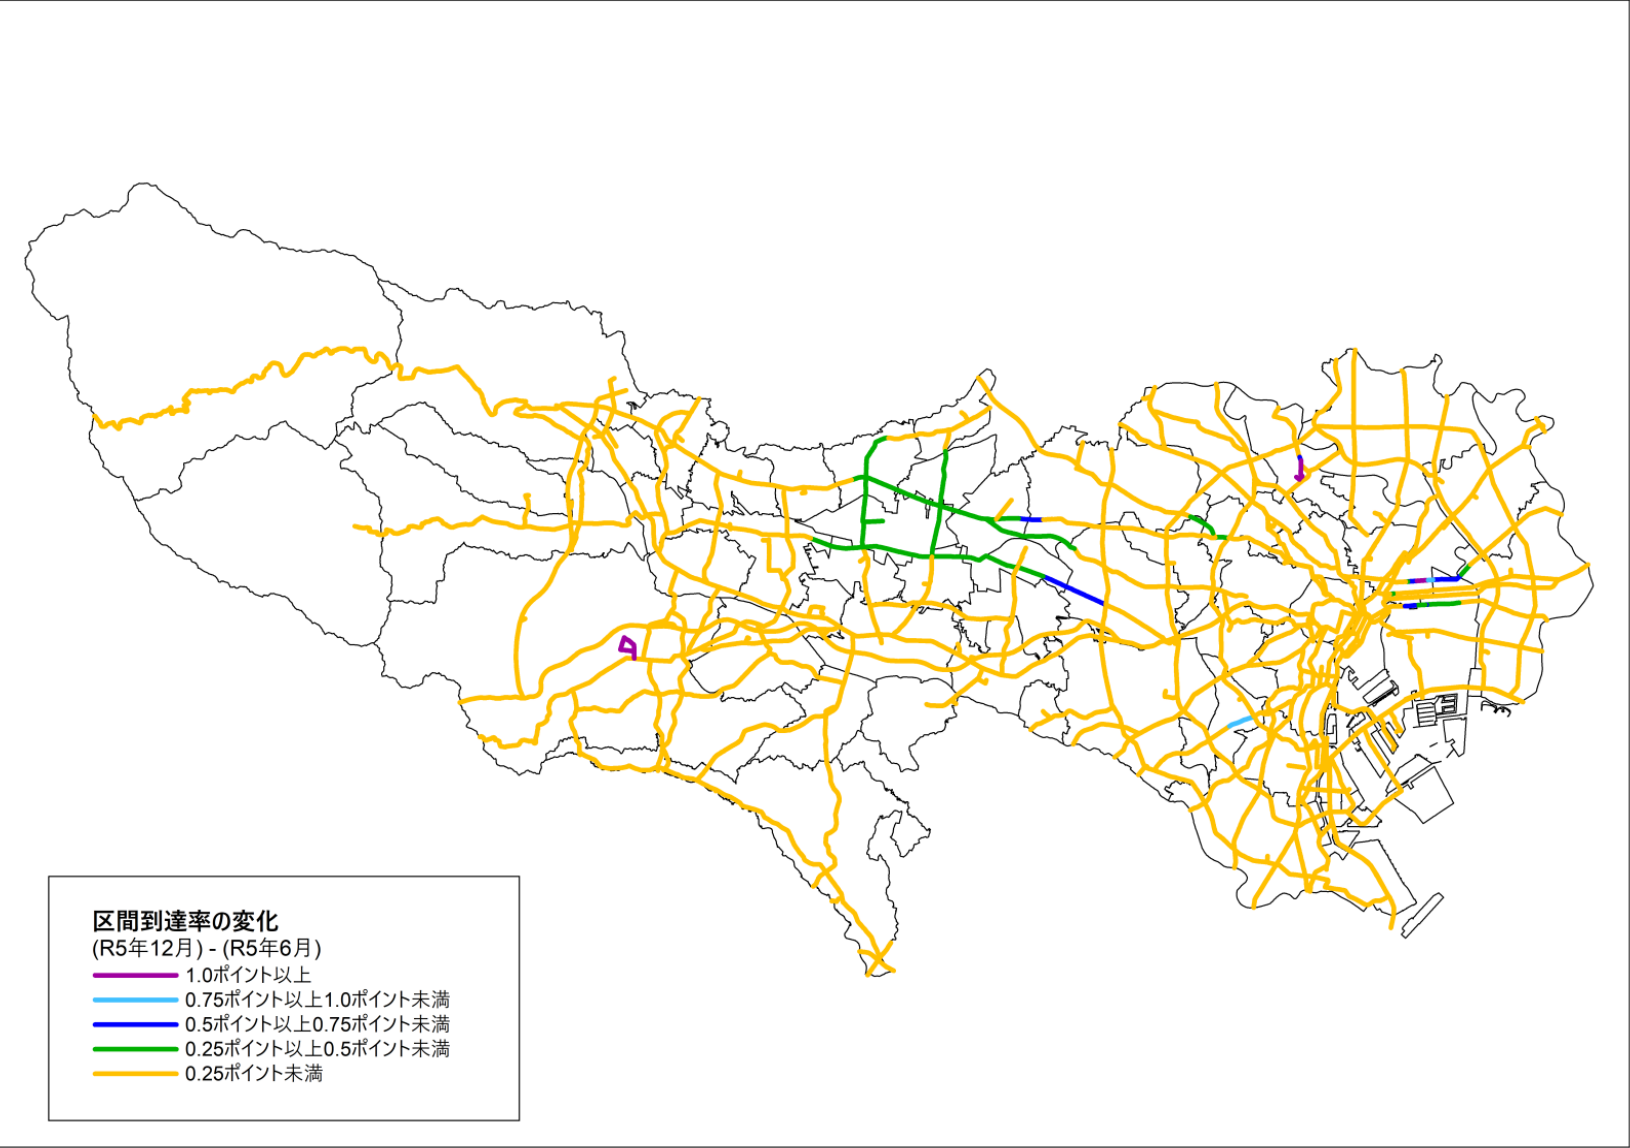 区間到達率の変化
(R5年12月) - (R5年6月)
1.0ポイント以上
0.75ポイント以上1.0ポイント未満
0.5ポイント以上0.75ポイント未満
0.25ポイント以上0.5ポイント未満
0.25ポイント未満